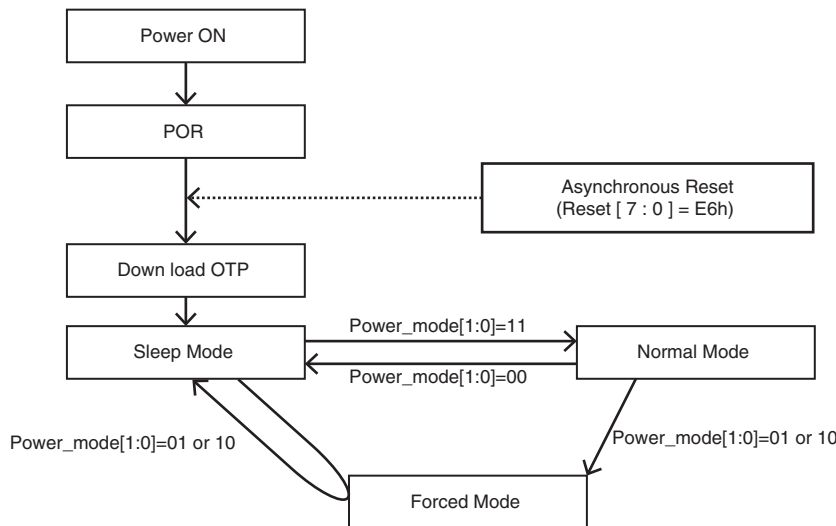 Power ON
POR
Asynchronous Reset
(Reset [ 7 : 0 ] = E6h)
Down load OTP
Power_mode[1:0]=11
Sleep Mode
Normal Mode
Power_mode[1:0]=00
Power_mode[1:0]=01 or 10
Power_mode[1:0]=01 or 10
Forced Mode